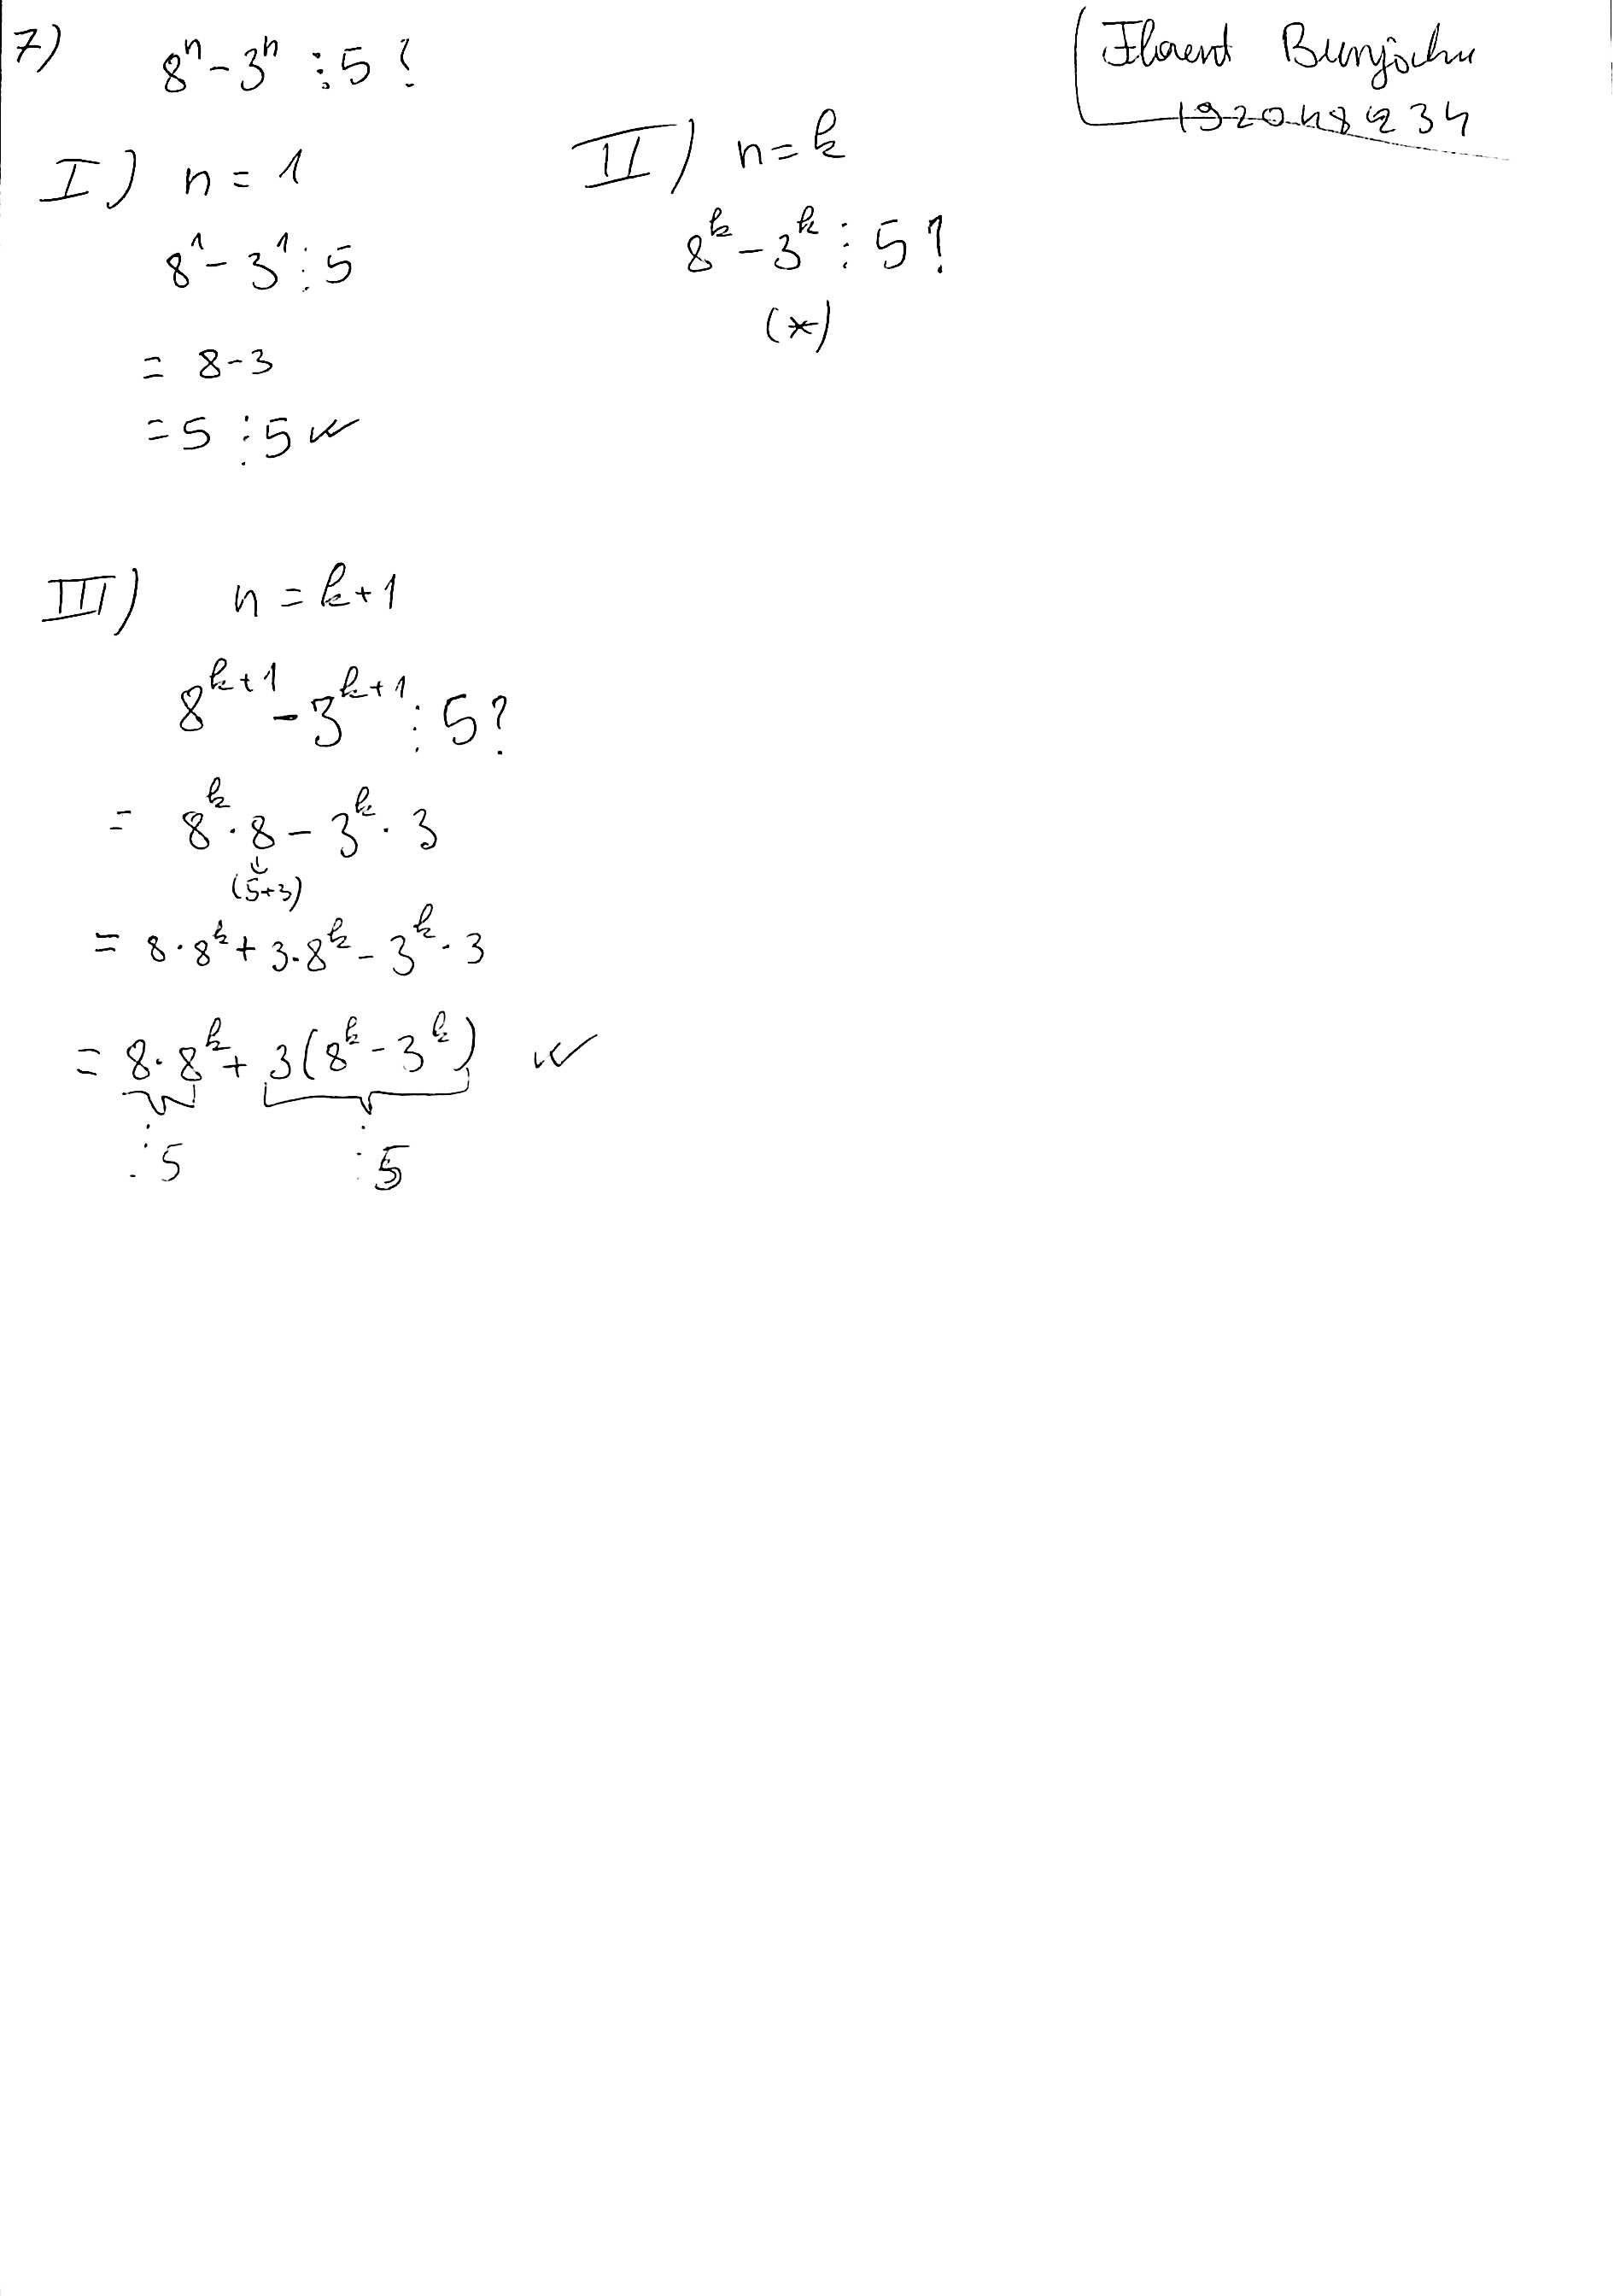 7) 8ⁿ - 3ⁿ ⋮ 5 ?
Florent
1920484234
I) n = 1
8¹ - 3¹ ⋮ 5
= 8 - 3
= 5 ⋮ 5 ✓
II) n = k
8ᵏ - 3ᵏ ⋮ 5 ?
(*)
III) n = k+1
8ᵏ⁺¹ - 3ᵏ⁺¹ ⋮ 5 ?
= 8ᵏ · 8 - 3ᵏ · 3
(5+3)
= 8 · 8ᵏ + 3 · 8ᵏ - 3ᵏ · 3
= 8 · 8ᵏ + 3(8ᵏ - 3ᵏ) ✓
⋮ 5 ⋮ 5